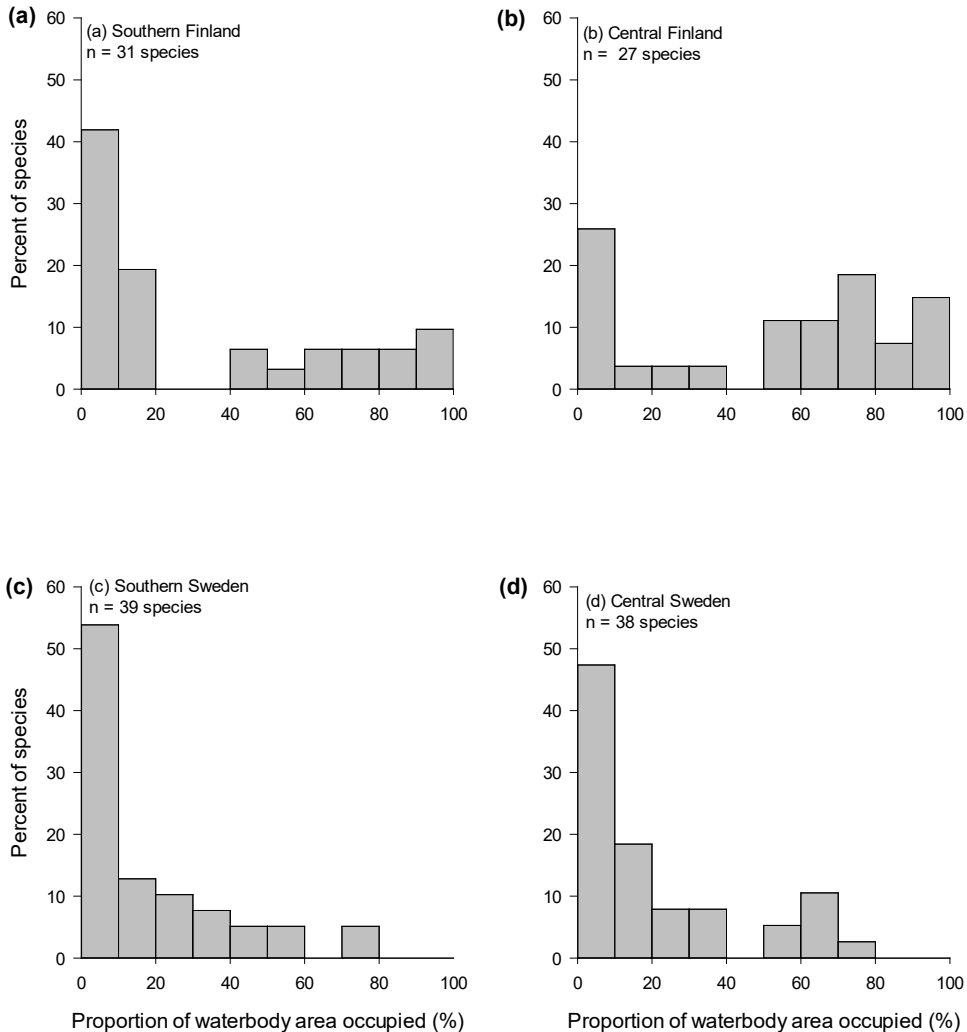 (a)
(a) Southern Finland
n = 31 species
60
50
40
30
20
10
0
Percent of species
0 20 40 60 80 100
(b)
(b) Central Finland
n = 27 species
60
50
40
30
20
10
0
0 20 40 60 80 100
(c)
(c) Southern Sweden
n = 39 species
60
50
40
30
20
10
0
Percent of species
0 20 40 60 80 100
Proportion of waterbody area occupied (%)
(d)
(d) Central Sweden
n = 38 species
60
50
40
30
20
10
0
0 20 40 60 80 100
Proportion of waterbody area occupied (%)